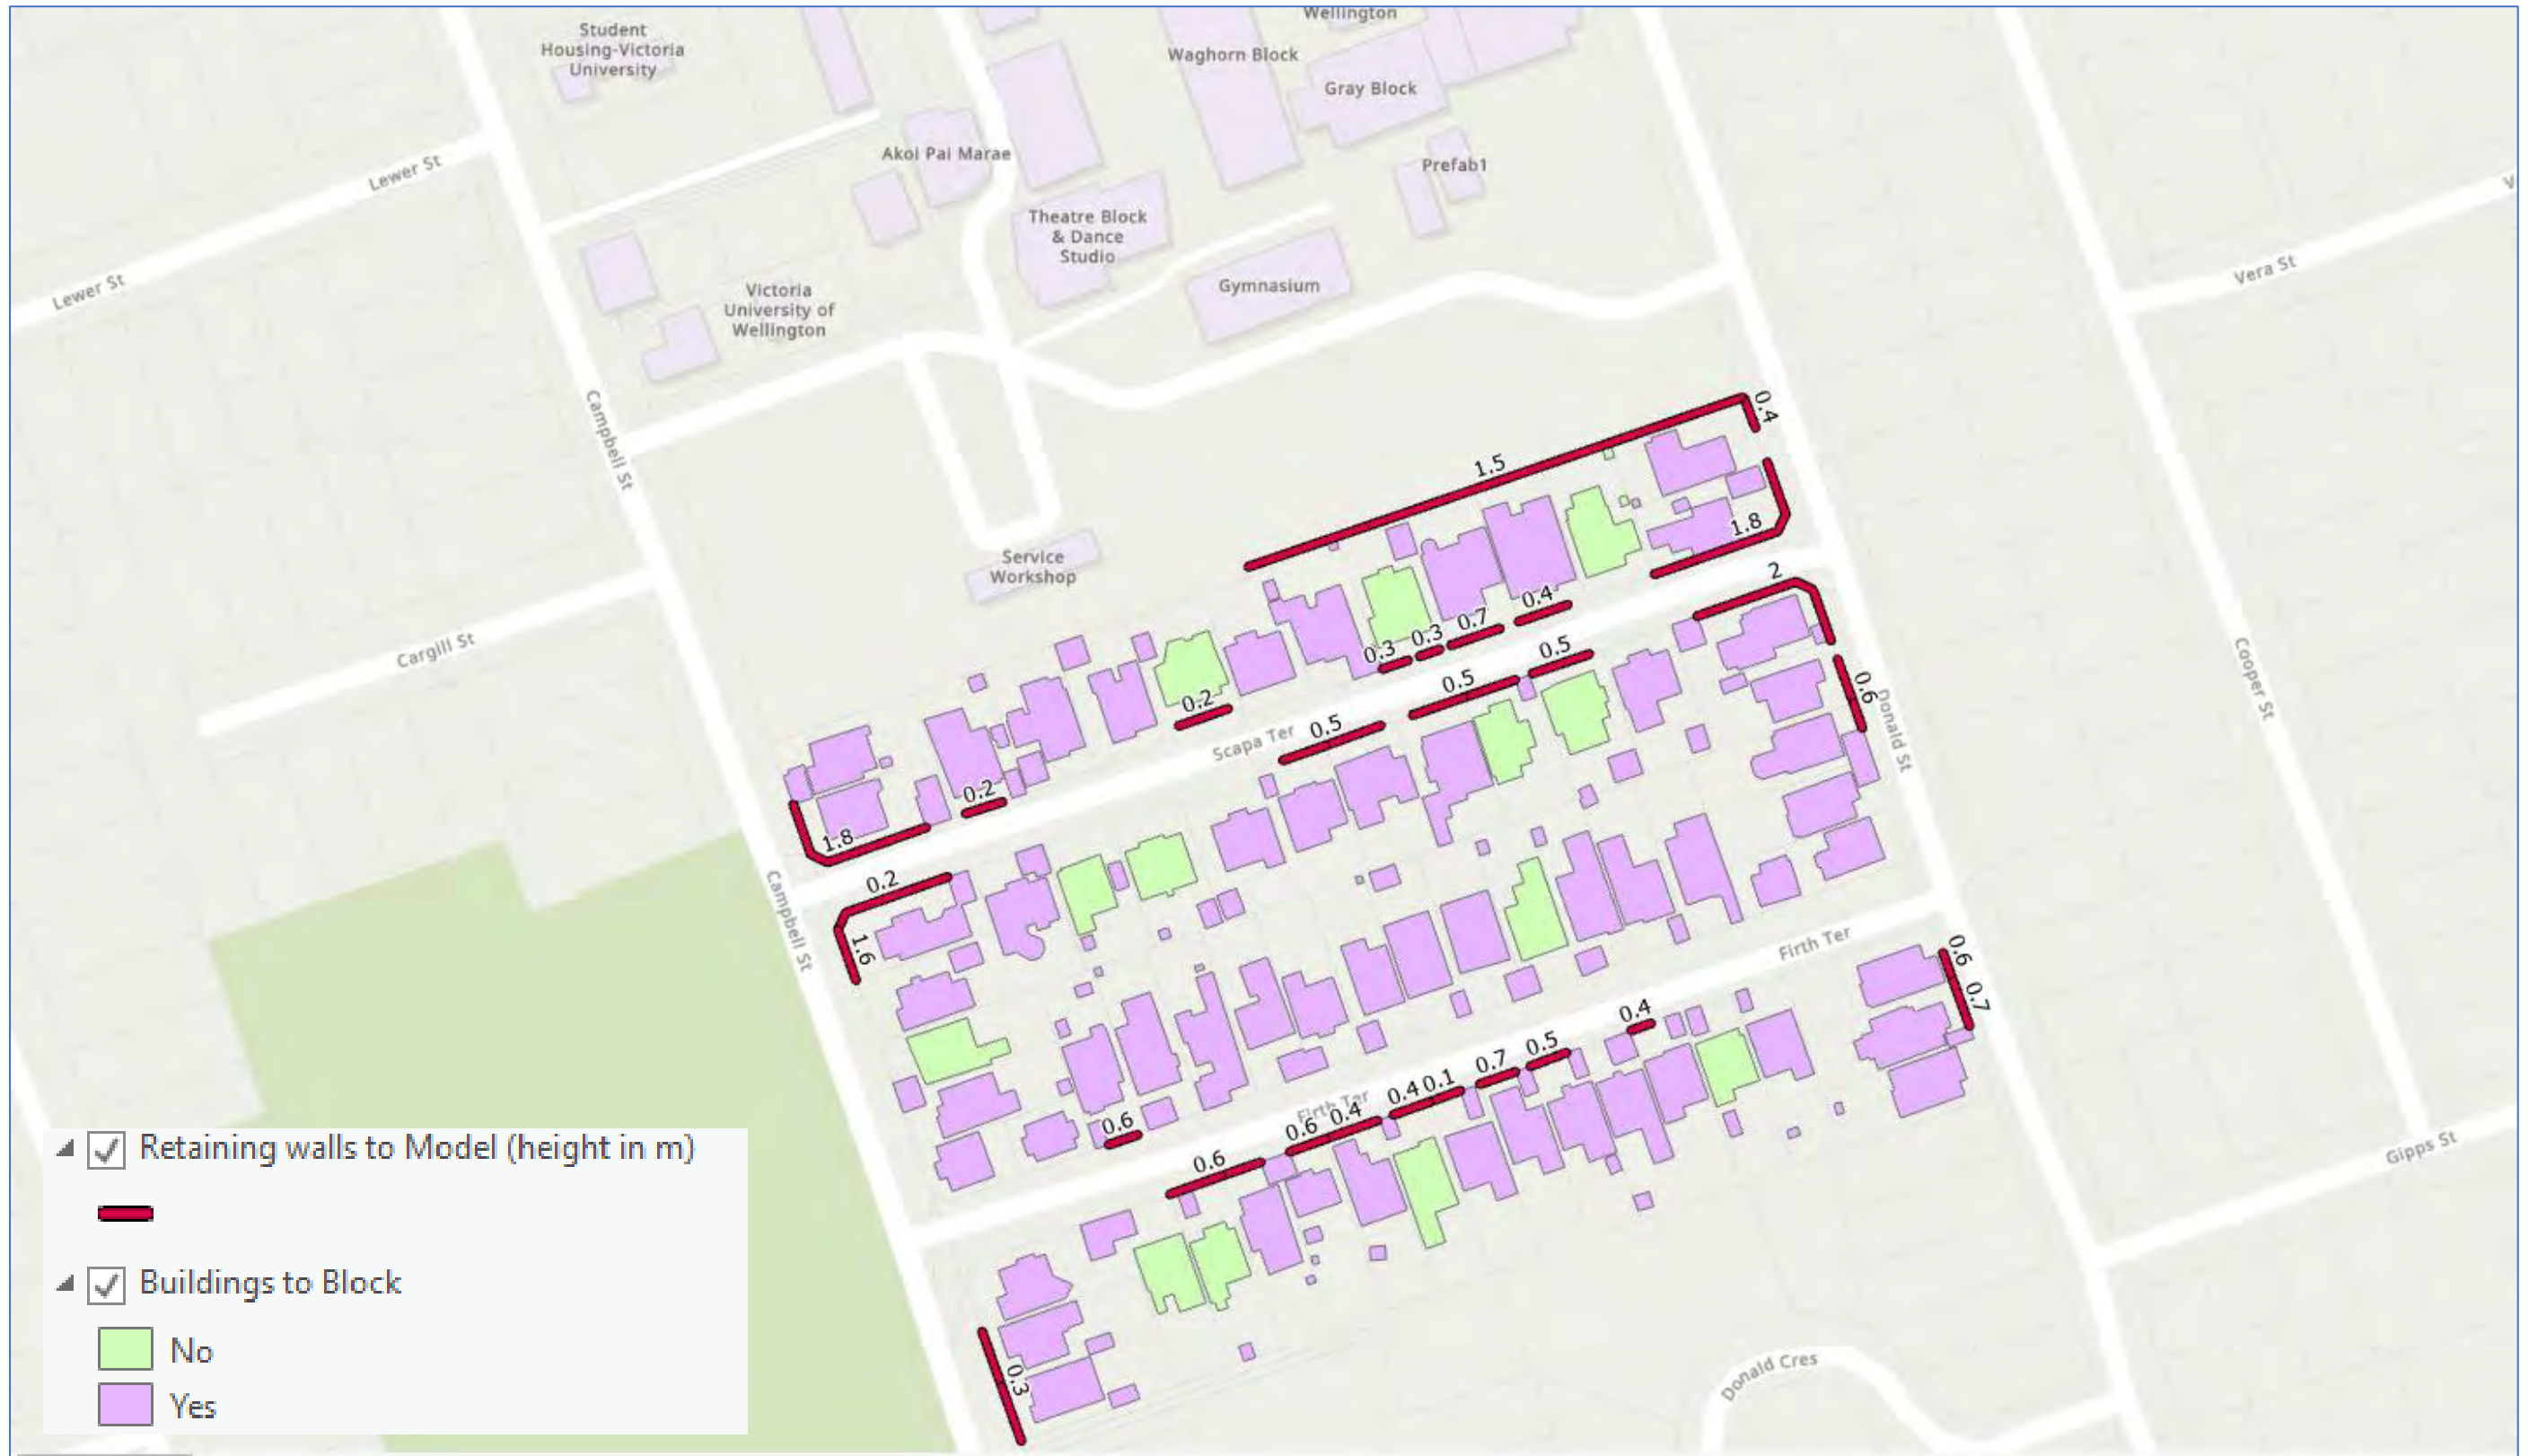 Student
Housing-Victoria
University
Wellington
Waghorn Block
Gray Block
Lewer St
Akoi Pai Marae
Prefab1
Theatre Block
& Dance
Studio
V
Lewer St
Victoria
University of
Wellington
Gymnasium
Vera St
Campbell St
0.4
1.5
1.8
Service
Workshop
2
0.4
0.7
0.3
0.3
Cargill St
0.5
0.5
0.6
Cooper St
Donald St
0.2
0.5
Scapa Ter
0.2
1.8
0.2
Campbell St
1.6
Firth Ter
0.6
0.7
0.4
0.5
0.7
0.1
0.4
Firth Ter
0.4
0.6
0.6
0.6
Gipps St
Retaining walls to Model (height in m)
Buildings to Block
No
Yes
0.3
Donald Cres